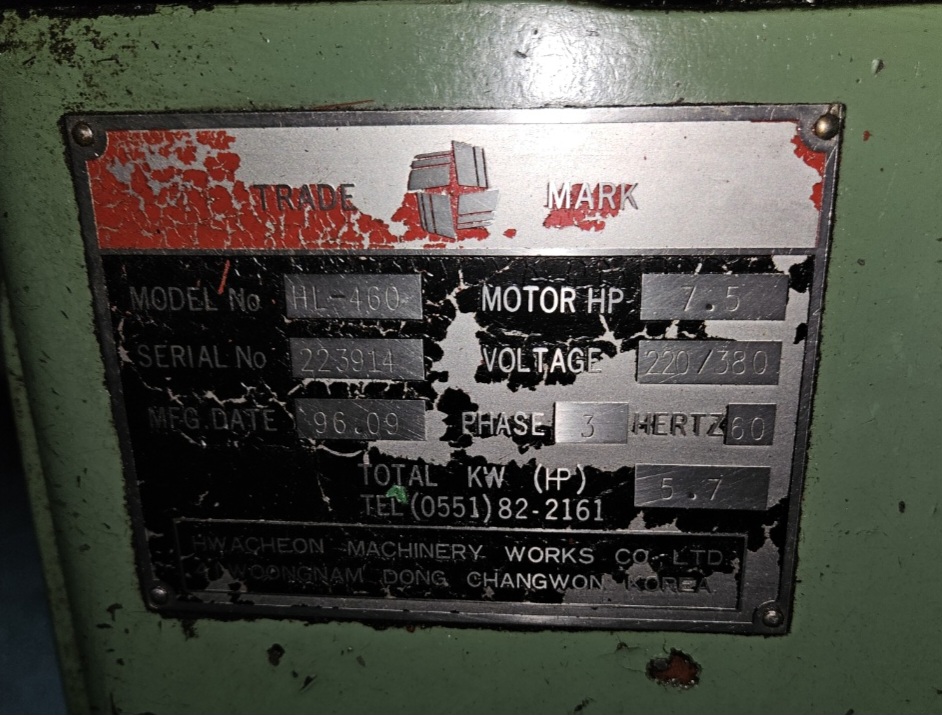 TRADE MARK
MODEL No HL-460 MOTOR HP 7.5
SERIAL No 223914 VOLTAGE 220/380
MFG.DATE 96.09 PHASE 3 HERTZ 60
TOTAL KW (HP) 5.7
TEL (0551) 82-2161
HWACHEON MACHINERY WORKS CO. LTD.
WOONGNAM DONG CHANGWON KOREA